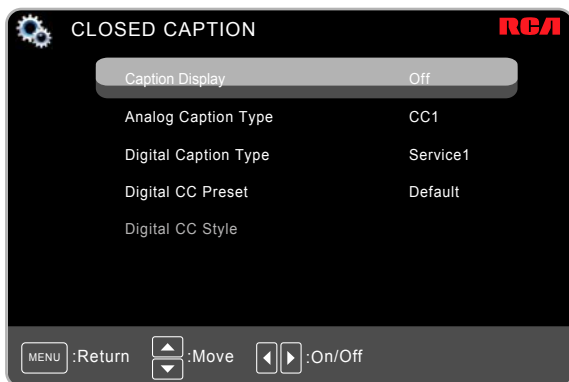 CLOSED CAPTION RCA
Caption Display Off
Analog Caption Type CC1
Digital Caption Type Service1
Digital CC Preset Default
Digital CC Style
MENU :Return :Move :On/Off